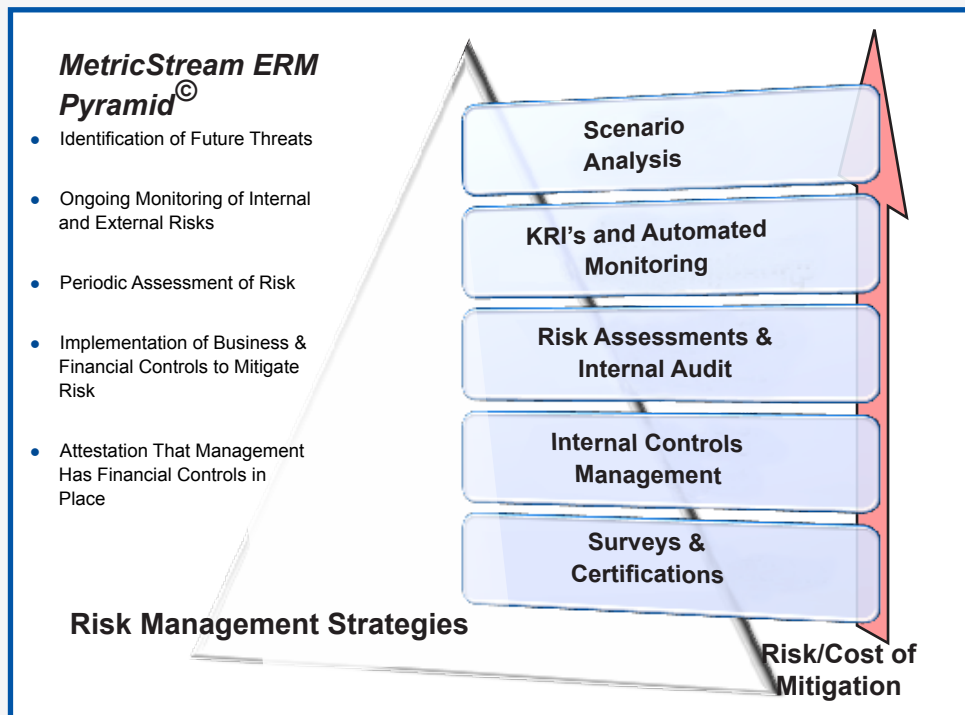 MetricStream ERM
Pyramid©
• Identification of Future Threats
• Ongoing Monitoring of Internal
and External Risks
• Periodic Assessment of Risk
• Implementation of Business &
Financial Controls to Mitigate
Risk
• Attestation That Management
Has Financial Controls in
Place
Scenario
Analysis
KRI's and Automated
Monitoring
Risk Assessments &
Internal Audit
Internal Controls
Management
Surveys &
Certifications
Risk Management Strategies
Risk/Cost of
Mitigation